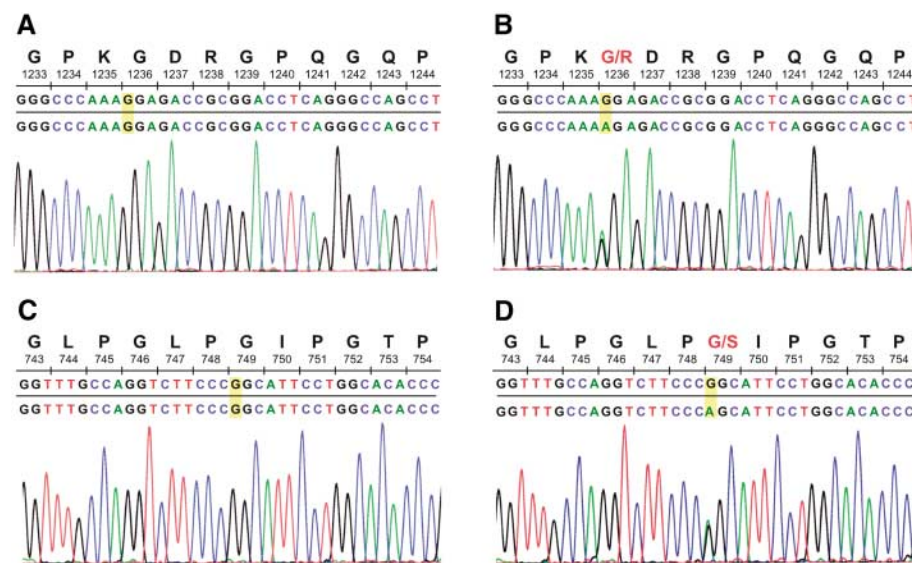 A
G P K G D R G P Q G Q P
1233 1234 1235 1236 1237 1238 1239 1240 1241 1242 1243 1244
GGGCCCAAAGGAGACCGCGGACCTCAGGGCCAGCCT
GGGCCCAAAGGAGACCGCGGACCTCAGGGCCAGCCT
B
G P K G/R D R G P Q G Q P
1233 1234 1235 1236 1237 1238 1239 1240 1241 1242 1243 1244
GGGCCCAAAGGAGACCGCGGACCTCAGGGCCAGCCT
GGGCCCAAAAGAGACCGCGGACCTCAGGGCCAGCCT
C
G L P G L P G I P G T P
743 744 745 746 747 748 749 750 751 752 753 754
GGTTTGCCAGGTCTTCCCGGCATTCCTGGCACACCC
GGTTTGCCAGGTCTTCCCGGCATTCCTGGCACACCC
D
G L P G L P G/S I P G T P
743 744 745 746 747 748 749 750 751 752 753 754
GGTTTGCCAGGTCTTCCCGGCATTCCTGGCACACCC
GGTTTGCCAGGTCTTCCCAGCATTCCTGGCACACCC